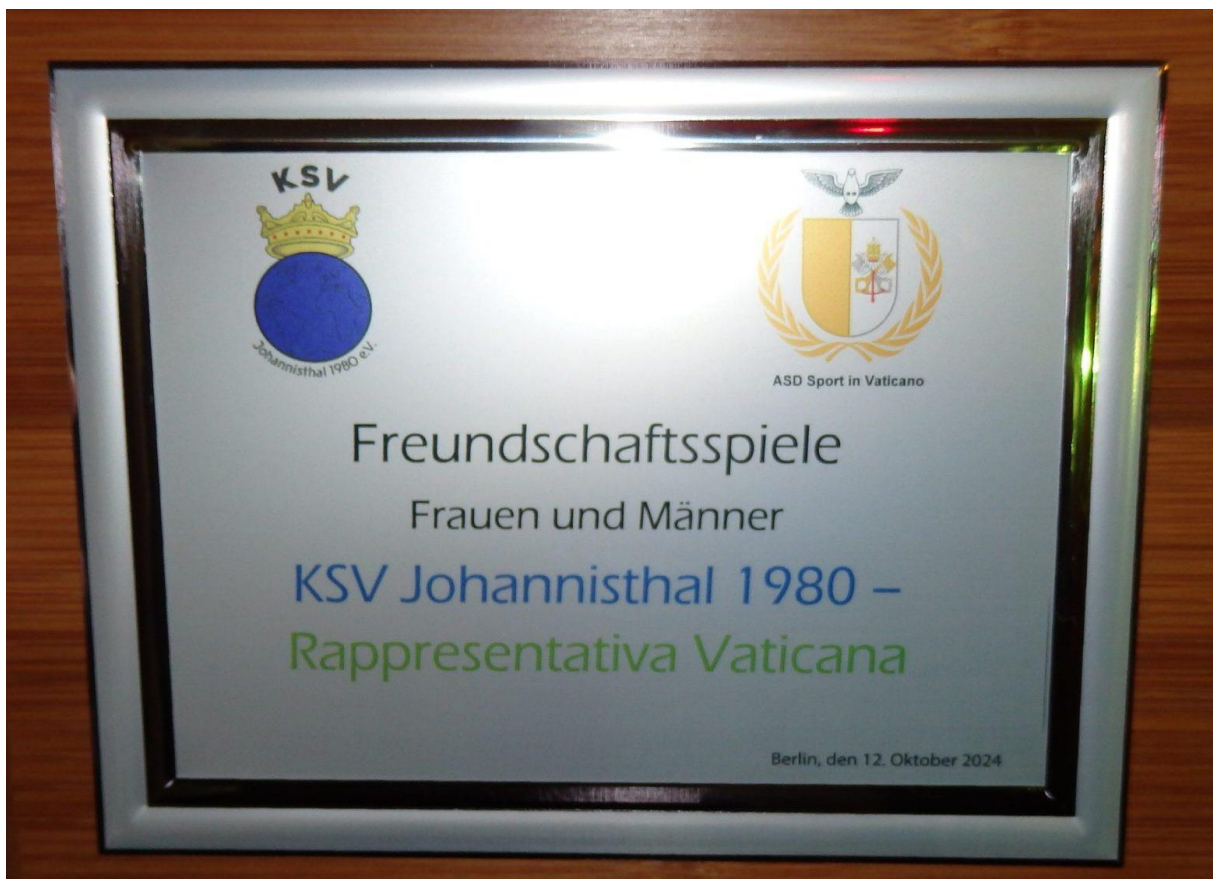 KSV
Johannisthal 1980 e.V.
ASD Sport in Vaticano
Freundschaftsspiele
Frauen und Männer
KSV Johannisthal 1980 –
Rappresentativa Vaticana
Berlin, den 12. Oktober 2024